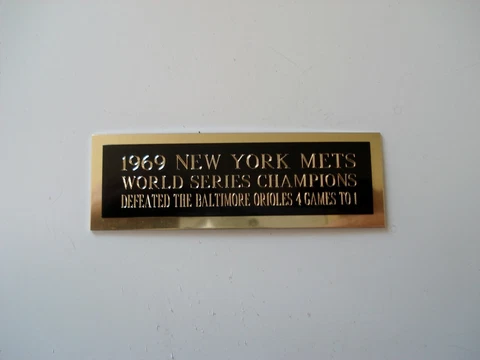 1969 NEW YORK METS
WORLD SERIES CHAMPIONS
DEFEATED THE BALTIMORE ORIOLES 4 GAMES TO 1